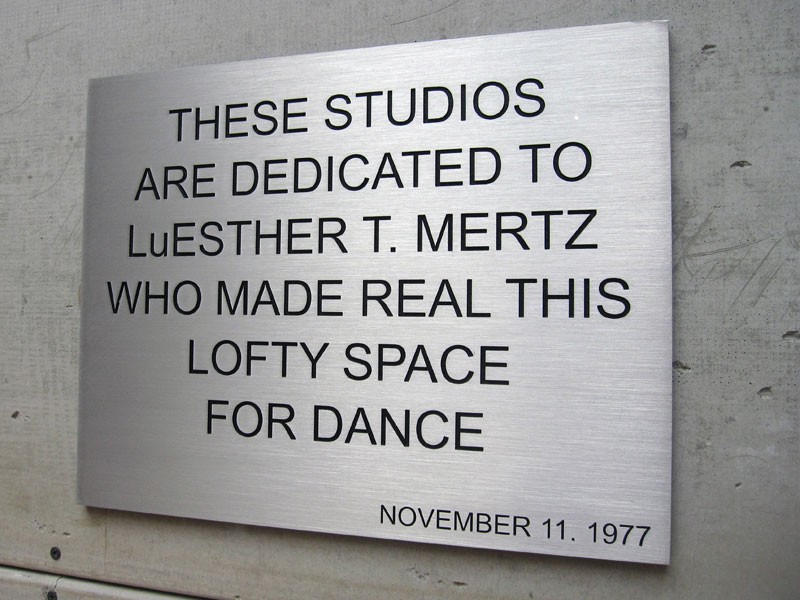 THESE STUDIOS
ARE DEDICATED TO
LuESTHER T. MERTZ
WHO MADE REAL THIS
LOFTY SPACE
FOR DANCE
NOVEMBER 11. 1977